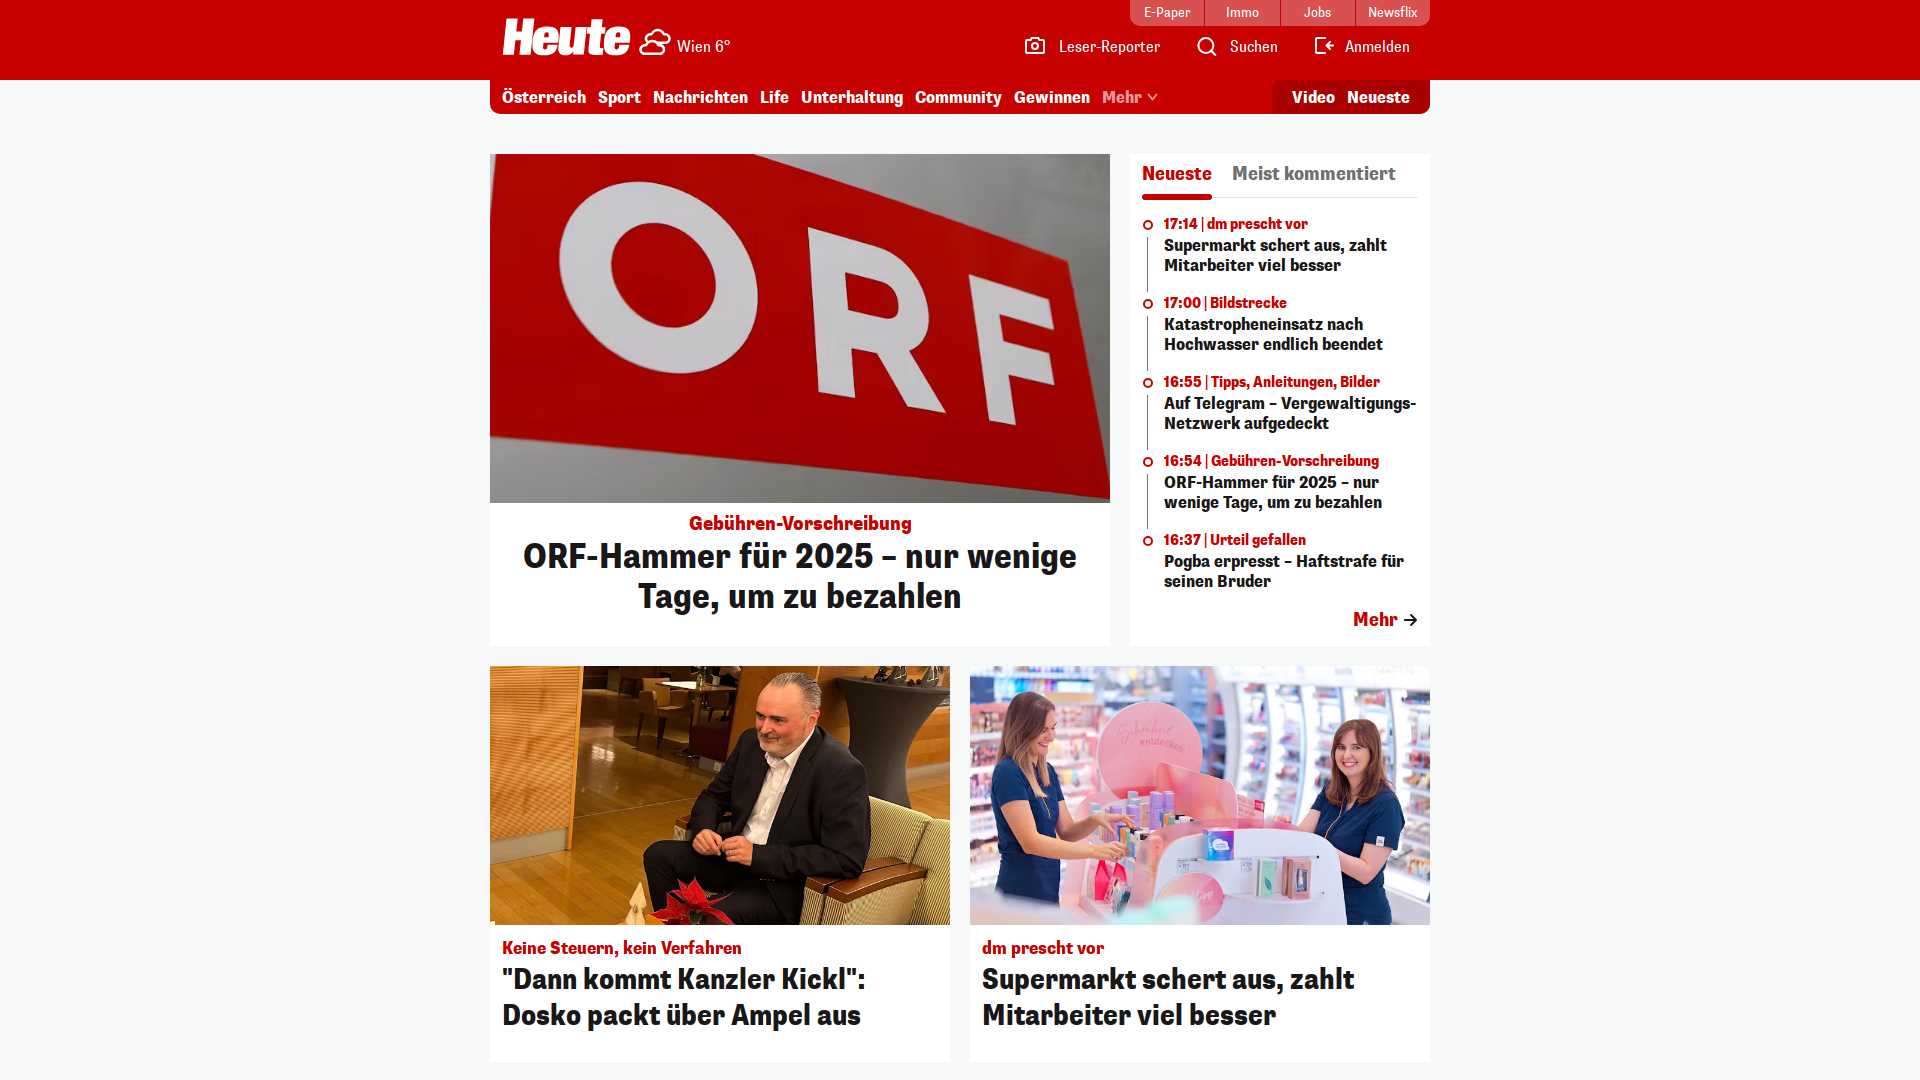 E-Paper
Immo
Jobs
Newsflix
Heute
Wien 6°
Leser-Reporter
Suchen
Anmelden
Österreich
Sport
Nachrichten
Life
Unterhaltung
Community
Gewinnen
Mehr
Video
Neueste
ORF
Gebühren-Vorschreibung
ORF-Hammer für 2025 – nur wenige
Tage, um zu bezahlen
Neueste
Meist kommentiert
17:14 | dm prescht vor
Supermarkt schert aus, zahlt
Mitarbeiter viel besser
17:00 | Bildstrecke
Katastropheneinsatz nach
Hochwasser endlich beendet
16:55 | Tipps, Anleitungen, Bilder
Auf Telegram – Vergewaltigungs-
Netzwerk aufgedeckt
16:54 | Gebühren-Vorschreibung
ORF-Hammer für 2025 – nur
wenige Tage, um zu bezahlen
16:37 | Urteil gefallen
Pogba erpresst – Haftstrafe für
seinen Bruder
Mehr
Keine Steuern, kein Verfahren
"Dann kommt Kanzler Kickl":
Dosko packt über Ampel aus
entdecken
dm prescht vor
Supermarkt schert aus, zahlt
Mitarbeiter viel besser